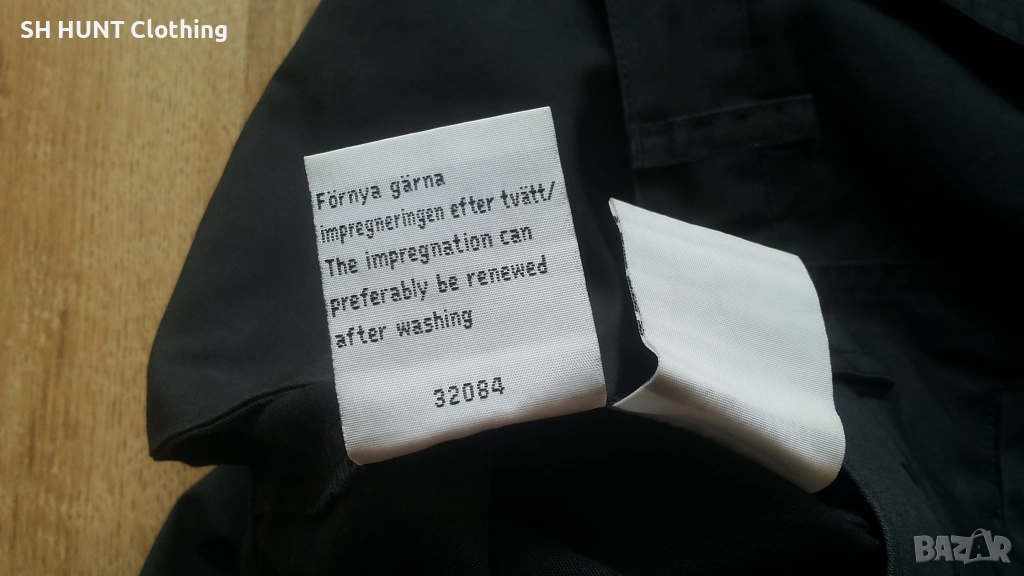 SH HUNT Clothing
Förnya gärna
impregneringen efter tvätt/
The impregnation can
preferably be renewed
after washing
32084
BAZAR